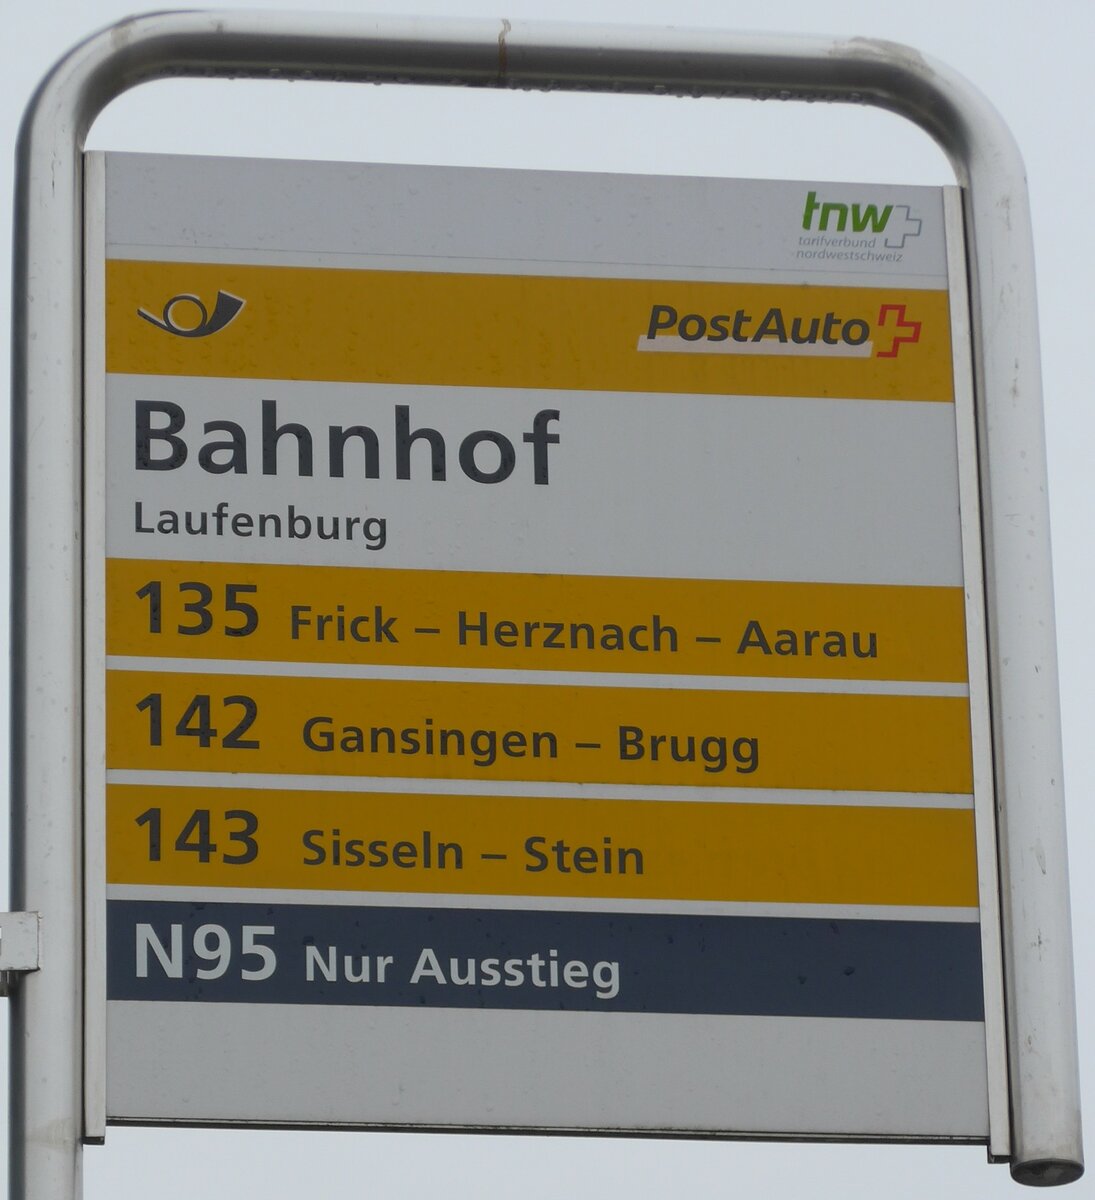 tnw
tarifverbund
nordwestschweiz
PostAuto
Bahnhof
Laufenburg
135 Frick – Herznach – Aarau
142 Gansingen – Brugg
143 Sisseln – Stein
N95 Nur Ausstieg